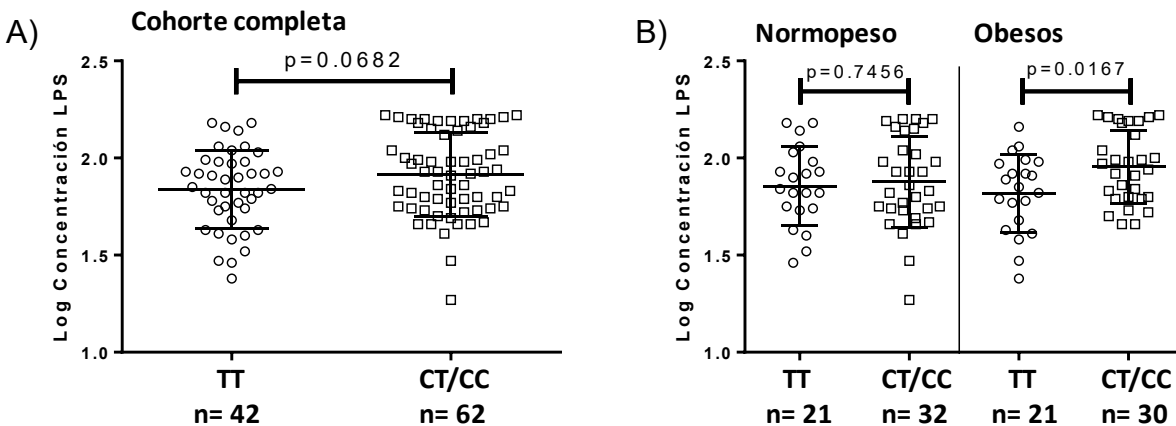 A)
Cohorte completa
p=0.0682
Log Concentración LPS
2.5
2.0
1.5
1.0
TT
CT/CC
n= 42
n= 62
B)
Normopeso
Obesos
p=0.7456
p=0.0167
Log Concentración LPS
2.5
2.0
1.5
1.0
TT
CT/CC
TT
CT/CC
n= 21
n= 32
n= 21
n= 30